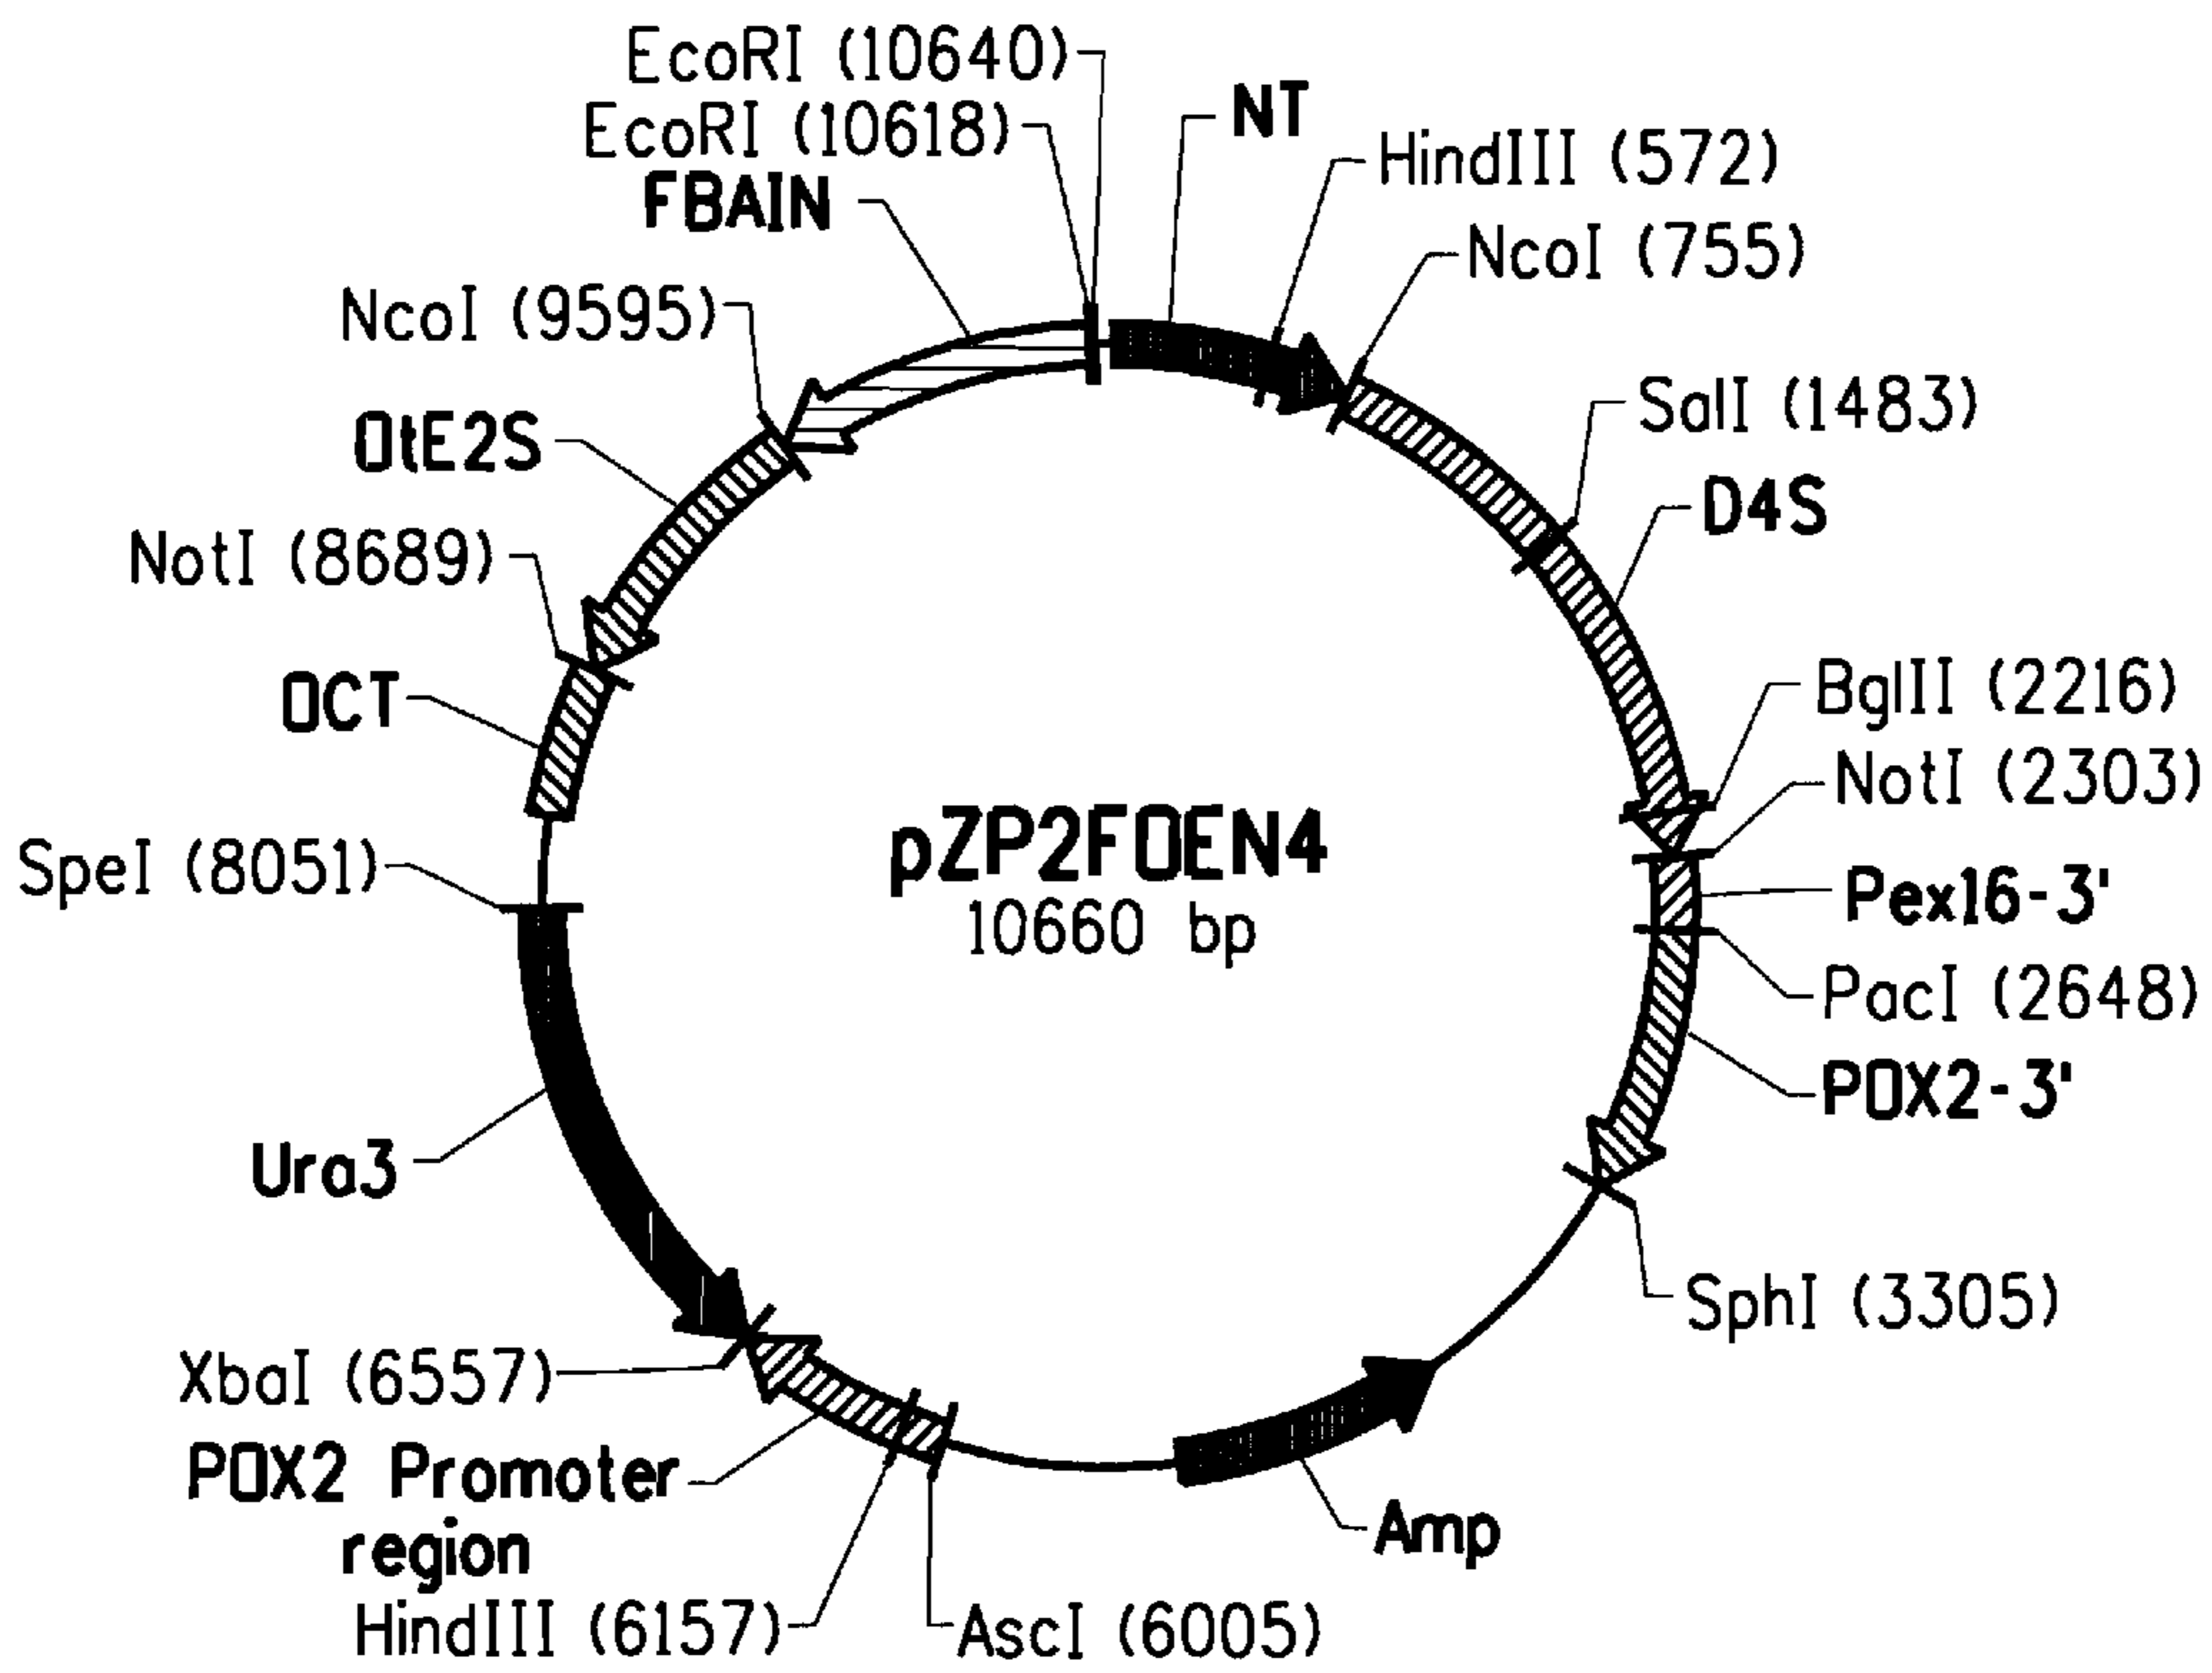 EcoRI (10640)
EcoRI (10618)
FBAIN
NT
HindIII (572)
NcoI (755)
NcoI (9595)
SalI (1483)
OtE2S
D4S
NotI (8689)
BglII (2216)
OCT
NotI (2303)
pZP2FOEN4
10660 bp
SpeI (8051)
Pex16-3'
PacI (2648)
POX2-3'
Ura3
SphI (3305)
XbaI (6557)
POX2 Promoter
region
Amp
HindIII (6157)
AscI (6005)